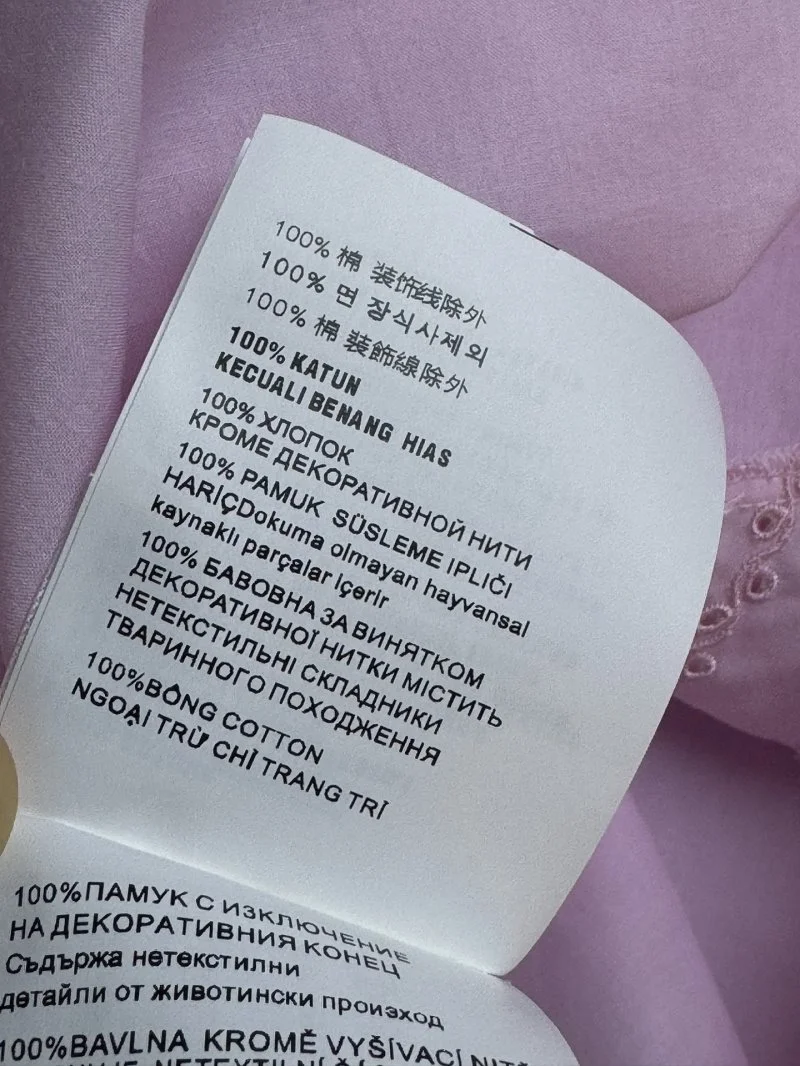 100% 棉 装饰线除外
100% 면 장식사제외
100% 棉 裝飾線除外
100% KATUN
KECUALI BENANG HIAS
100% ХЛОПОК
КРОМЕ ДЕКОРАТИВНОЙ НИТИ
100% PAMUK SÜSLEME IPLIČI
HARIÇDokuma olmayan hayvansal
kaynaklı parçalar içerir
100% БАВОВНА ЗА ВИНЯТКОМ
ДЕКОРАТИВНОЇ НИТКИ МІСТИТЬ
НЕТЕКСТИЛЬНІ СКЛАДНИКИ
ТВАРИННОГО ПОХОДЖЕННЯ
100%BÔNG COTTON
NGOẠI TRỪ CHỈ TRANG TRÍ
100%ПАМУК С ИЗКЛЮЧЕНИЕ
НА ДЕКОРАТИВНИЯ КОНЕЦ
Съдържа нетекстилни
детайли от животински произход
100%BAVLNA KROMĚ VYŠÍVACÍ